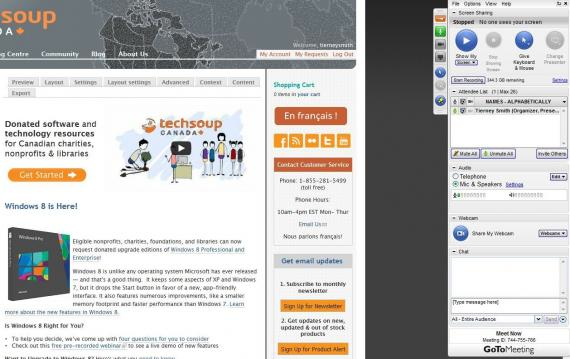 soup
CANADA
Welcome, tierneysmith
ng Centre Community Blog About Us
My Account | My Requests | Log Out
Preview Layout Settings Layout settings Advanced Context Content
Export
Donated software and
technology resources
for Canadian charities,
nonprofits & libraries
Get Started
techsoup
CANADA
Windows 8 is Here!
Windows 8 Pro
Eligible nonprofits, charities, foundations, and libraries can now
request donated upgrade editions of Windows 8 Professional and
Enterprise!
Windows 8 is unlike any operating system Microsoft has ever released
— and that's a good thing. It keeps some aspects of XP and Windows
7, but it drops the Start button in favor of a new, app-friendly
interface. It also features numerous improvements, like a smaller
memory footprint and faster performance than Windows 7. Learn
more about the new features in Windows 8.
Is Windows 8 Right for You?
• To help you decide, we've come up with four questions for you to consider
• Check out this free pre-recorded webinar to see a live demo of new features
Shopping Cart
0 items in your cart
En français !
You
Contact Customer Service
Phone: 1-855-281-5499
(toll free)
Phone Hours:
10am-4pm EST Mon- Thur
Email Us
Nous parlons français!
Get email updates
1. Subscribe to monthly
newsletter
Sign Up for Newsletter
2. Get updates on new,
updated & out of stock
products
Sign Up for Product Alert
File Options View Help
Screen Sharing
Stopped No one sees your screen
Show My
Screen
Stop
Sharing
Screen
Give
Keyboard
& Mouse
Change
Presenter
Start Recording 344.3 GB remaining Settings
Attendee List (1 | Max 26)
NAMES - ALPHABETICALLY
Tierney Smith (Organizer, Prese...
Mute All Unmute All Invite Others
Audio
Telephone Edit
Mic & Speakers Settings
Webcam
Share My Webcam Webcams
Chat
[Type message here]
All - Entire Audience Send
Meet Now
Meeting ID: 744-755-786
GoToMeeting